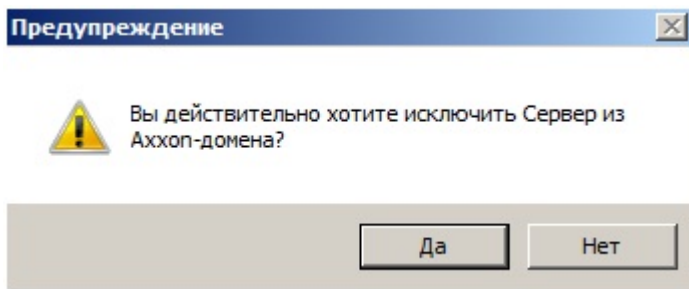 Предупреждение
Вы действительно хотите исключить Сервер из
Axxon-домена?
Да
Нет